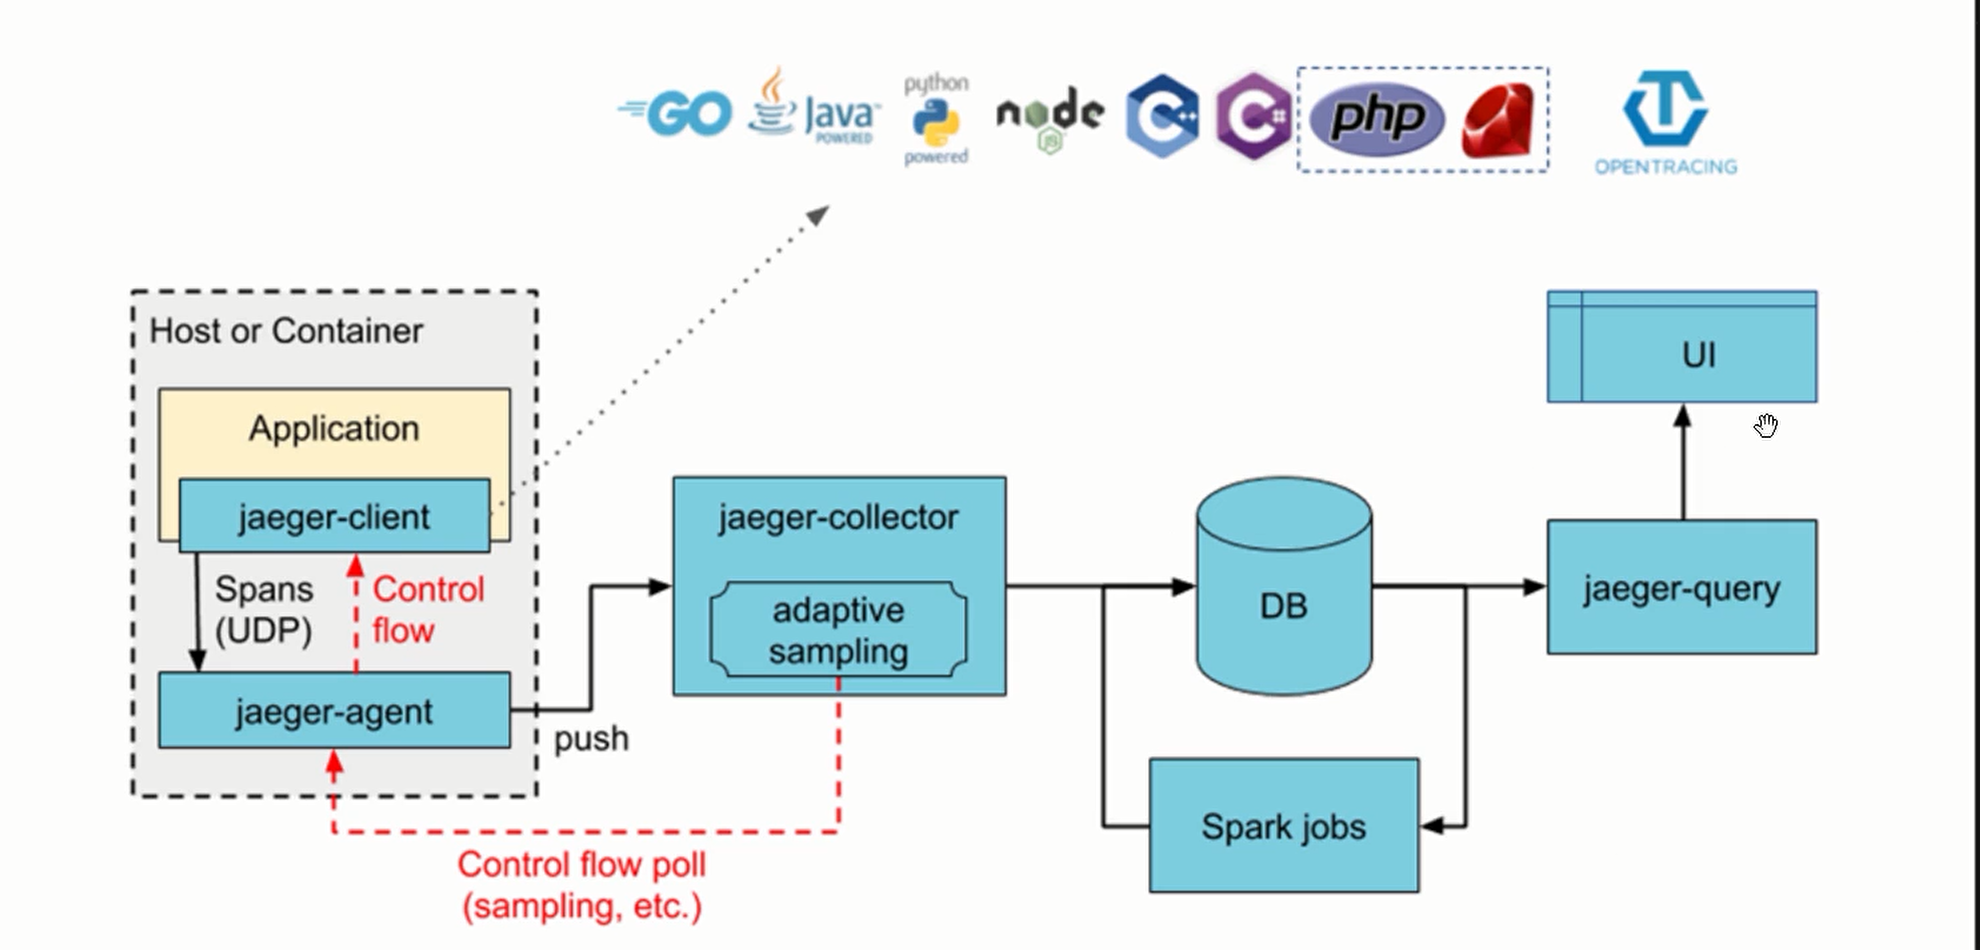 GO
Java
POWERED
python
powered
node
JS
C++
C#
php
T
OPENTRACING
Host or Container
Application
jaeger-client
Spans
(UDP)
Control
flow
jaeger-agent
push
jaeger-collector
adaptive
sampling
Control flow poll
(sampling, etc.)
DB
Spark jobs
jaeger-query
UI